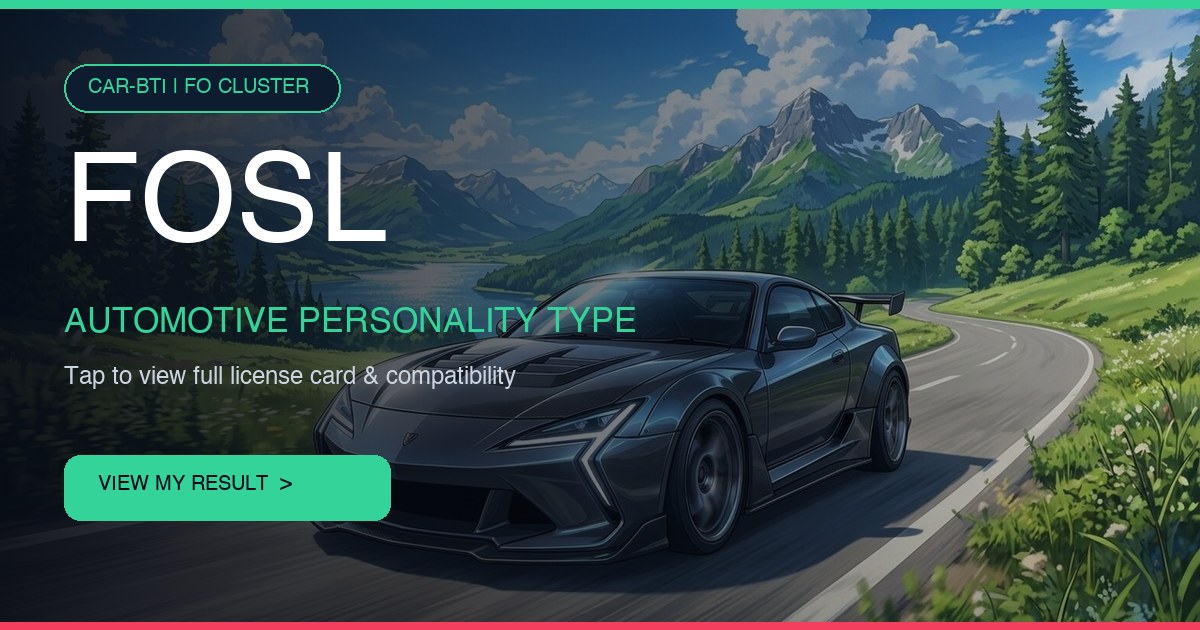 CAR-BTI | FO CLUSTER
FOSL
AUTOMOTIVE PERSONALITY TYPE
Tap to view full license card & compatibility
VIEW MY RESULT >